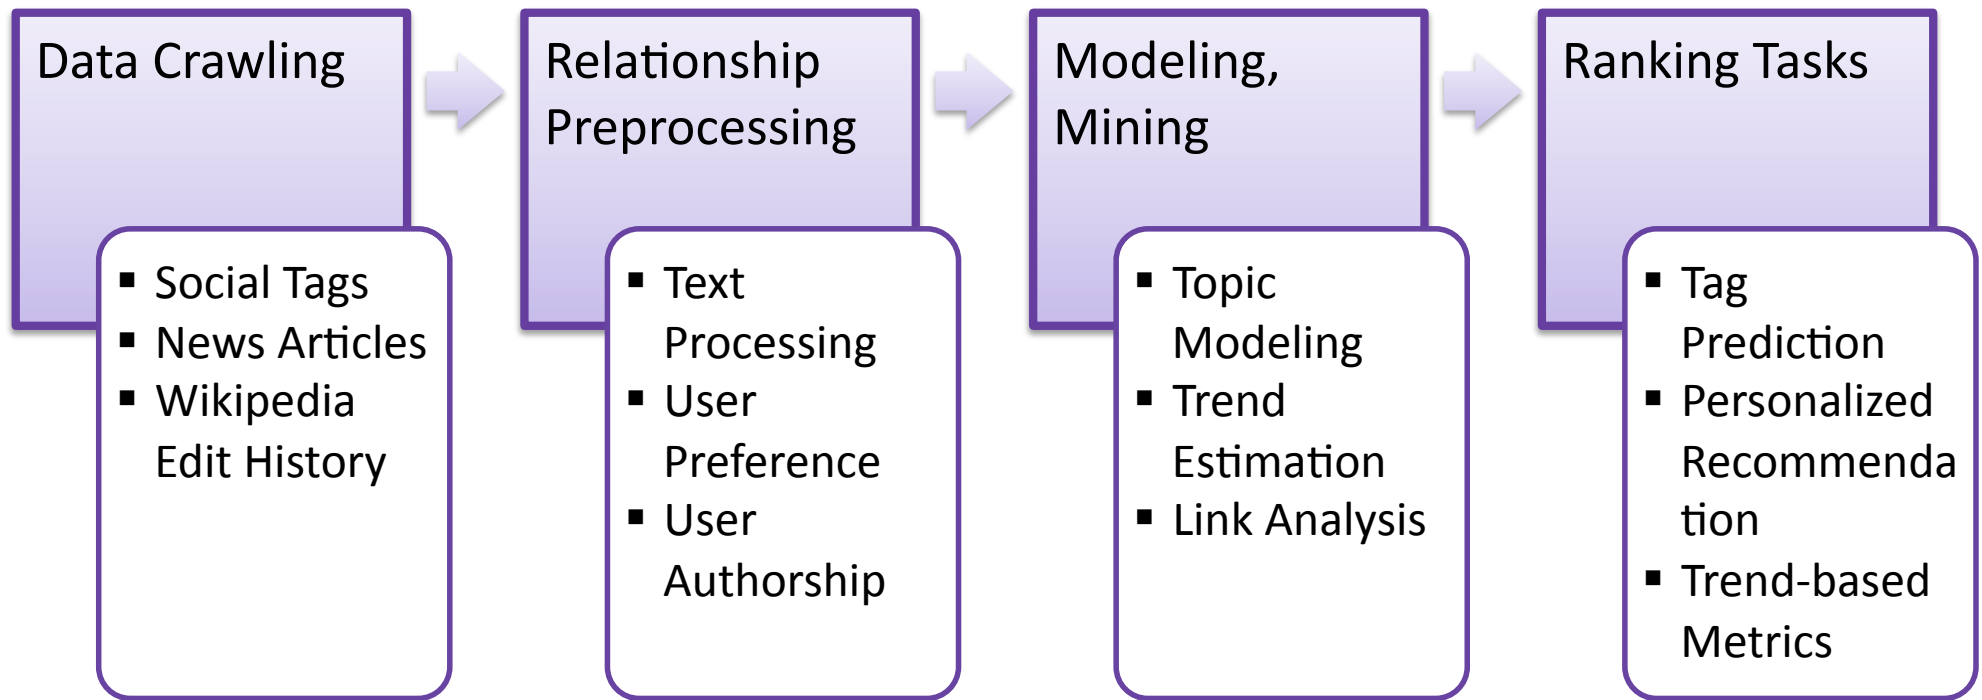 Data Crawling
▪ Social Tags
▪ News Articles
▪ Wikipedia
Edit History
Relationship
Preprocessing
▪ Text
Processing
▪ User
Preference
▪ User
Authorship
Modeling,
Mining
▪ Topic
Modeling
▪ Trend
Estimation
▪ Link Analysis
Ranking Tasks
▪ Tag
Prediction
▪ Personalized
Recommenda
tion
▪ Trend-based
Metrics